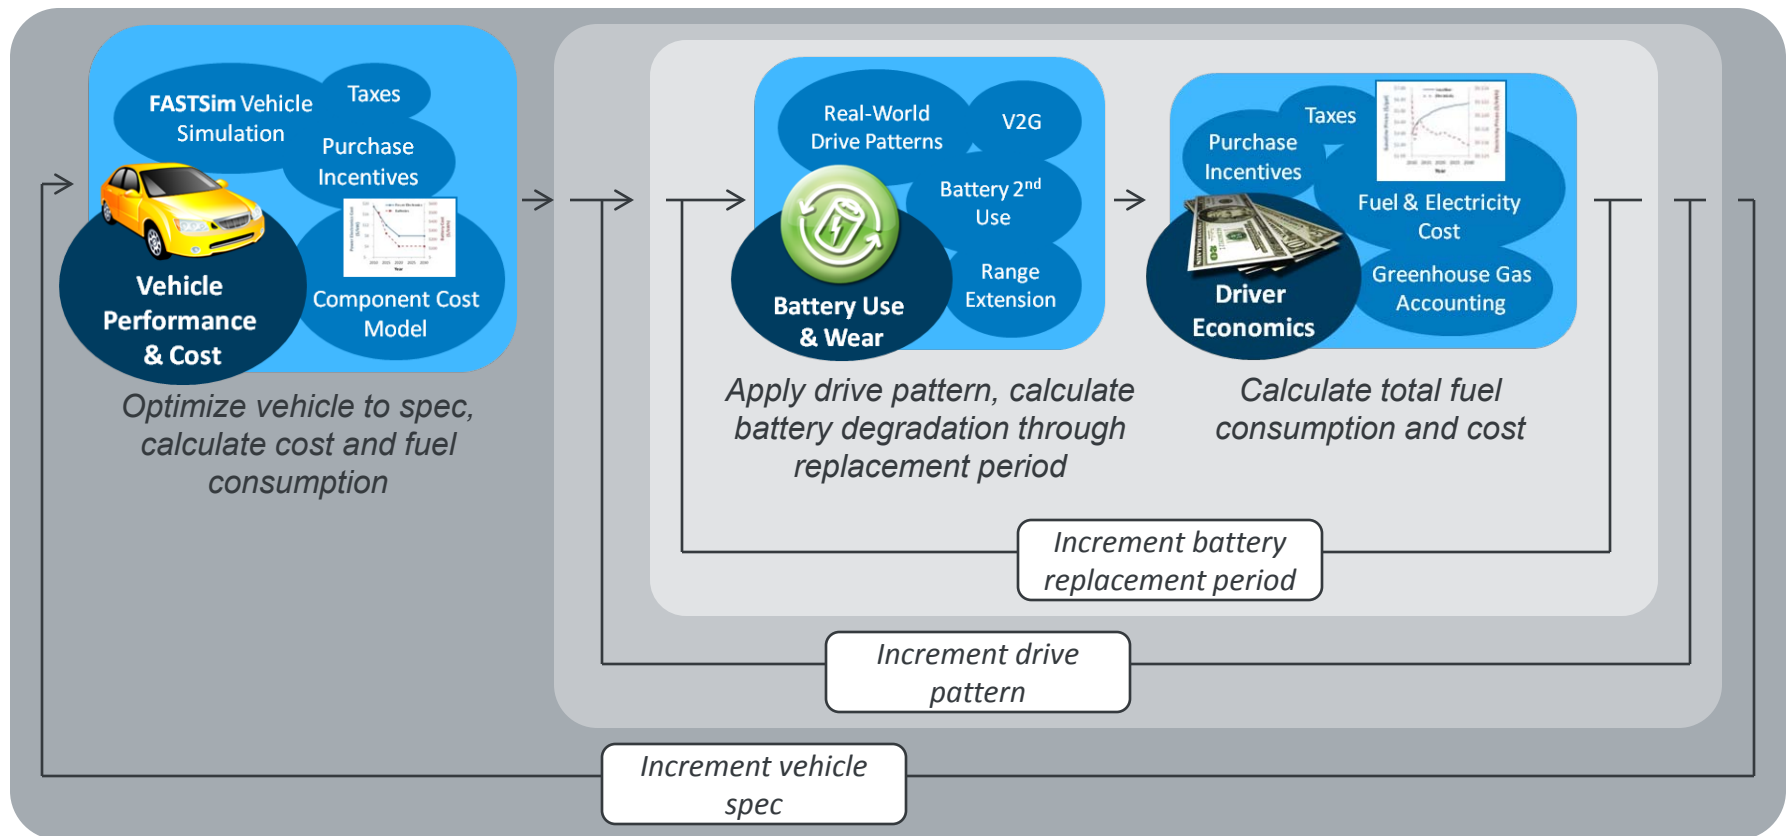 FASTSim Vehicle
Simulation
Taxes
Purchase
Incentives
Component Cost
Model
Vehicle
Performance
& Cost
Optimize vehicle to spec,
calculate cost and fuel
consumption
Real-World
Drive Patterns
V2G
Battery 2nd
Use
Range
Extension
Battery Use
& Wear
Apply drive pattern, calculate
battery degradation through
replacement period
Taxes
Purchase
Incentives
Year
Fuel & Electricity
Cost
Greenhouse Gas
Accounting
Driver
Economics
Calculate total fuel
consumption and cost
Year
Increment battery
replacement period
Increment drive
pattern
Increment vehicle
spec